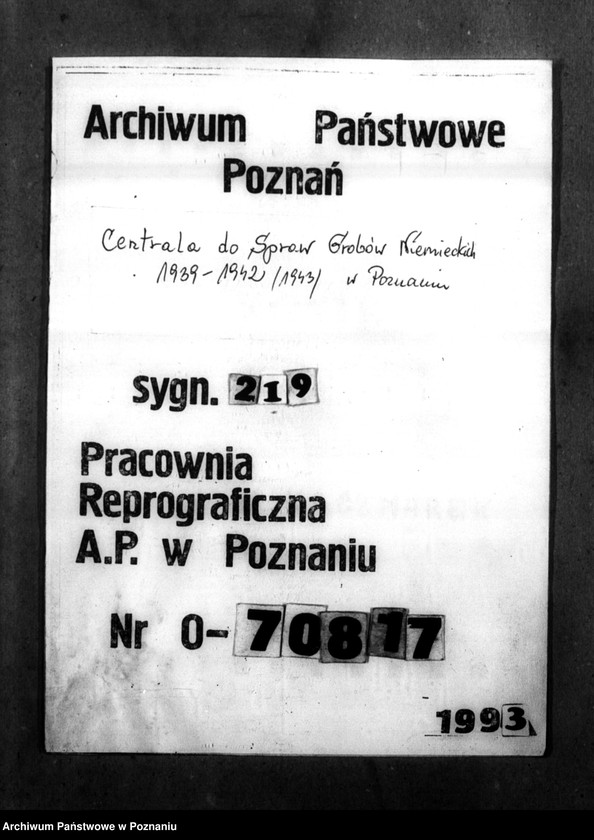 Archiwum Państwowe
Poznań
Centrala do Spraw Grobów Niemieckich
1939-1942 /1943/ w Poznaniu
sygn. 219
Pracownia
Reprograficzna
A.P. w Poznaniu
Nr 0-70877
1993
Archiwum Państwowe w Poznaniu